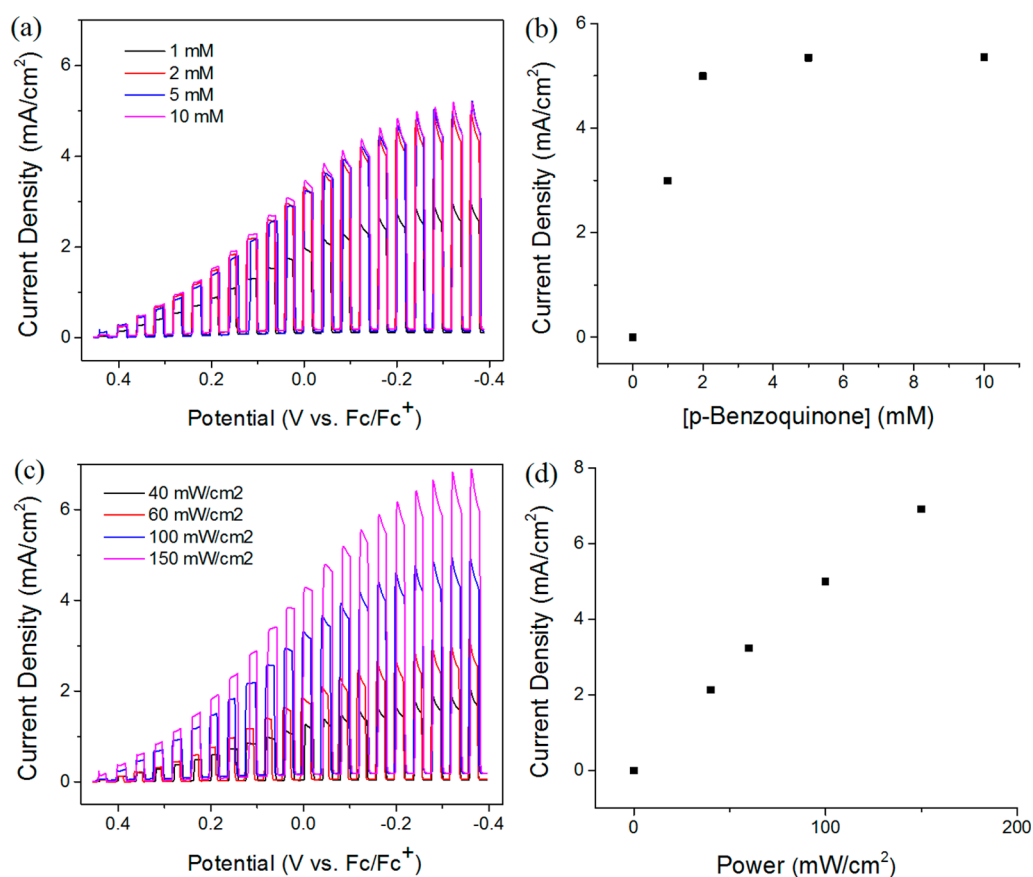 (a)
1 mM
2 mM
5 mM
10 mM
6
4
2
0
Current Density (mA/cm²)
0.4 0.2 0.0 -0.2 -0.4
Potential (V vs. Fc/Fc⁺)
(b)
6
4
2
0
Current Density (mA/cm²)
0 2 4 6 8 10
[p-Benzoquinone] (mM)
(c)
40 mW/cm2
60 mW/cm2
100 mW/cm2
150 mW/cm2
6
4
2
0
Current Density (mA/cm²)
0.4 0.2 0.0 -0.2 -0.4
Potential (V vs. Fc/Fc⁺)
(d)
8
6
4
2
0
Current Density (mA/cm²)
0 100 200
Power (mW/cm²)